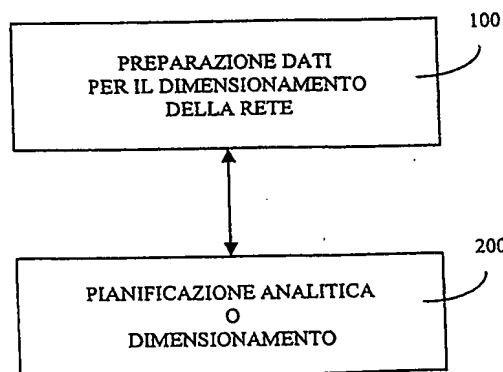 100
PREPARAZIONE DATI
PER IL DIMENSIONAMENTO
DELLA RETE
200
PIANIFICAZIONE ANALITICA
O
DIMENSIONAMENTO